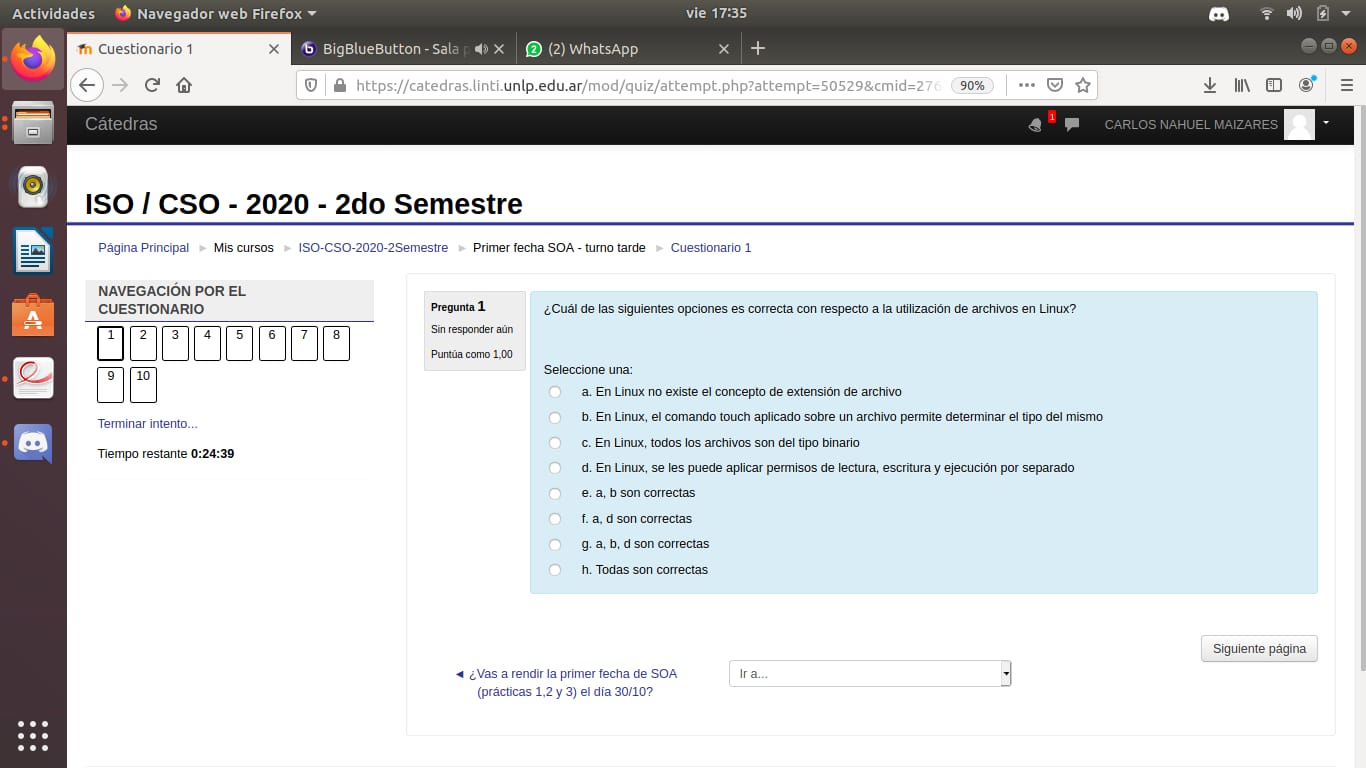 Actividades
Navegador web Firefox
vie 17:35
Cuestionario 1
BigBlueButton - Sala p
(2) WhatsApp
https://catedras.linti.unlp.edu.ar/mod/quiz/attempt.php?attempt=50529&cmid=276
90%
Cátedras
1
CARLOS NAHUEL MAIZARES
ISO / CSO - 2020 - 2do Semestre
Página Principal ► Mis cursos ► ISO-CSO-2020-2Semestre ► Primer fecha SOA - turno tarde ► Cuestionario 1
NAVEGACIÓN POR EL
CUESTIONARIO
1 2 3 4 5 6 7 8
9 10
Terminar intento...
Tiempo restante 0:24:39
Pregunta 1
Sin responder aún
Puntúa como 1,00
¿Cuál de las siguientes opciones es correcta con respecto a la utilización de archivos en Linux?
Seleccione una:
a. En Linux no existe el concepto de extensión de archivo
b. En Linux, el comando touch aplicado sobre un archivo permite determinar el tipo del mismo
c. En Linux, todos los archivos son del tipo binario
d. En Linux, se les puede aplicar permisos de lectura, escritura y ejecución por separado
e. a, b son correctas
f. a, d son correctas
g. a, b, d son correctas
h. Todas son correctas
Siguiente página
◄ ¿Vas a rendir la primer fecha de SOA
(prácticas 1,2 y 3) el día 30/10?
Ir a...